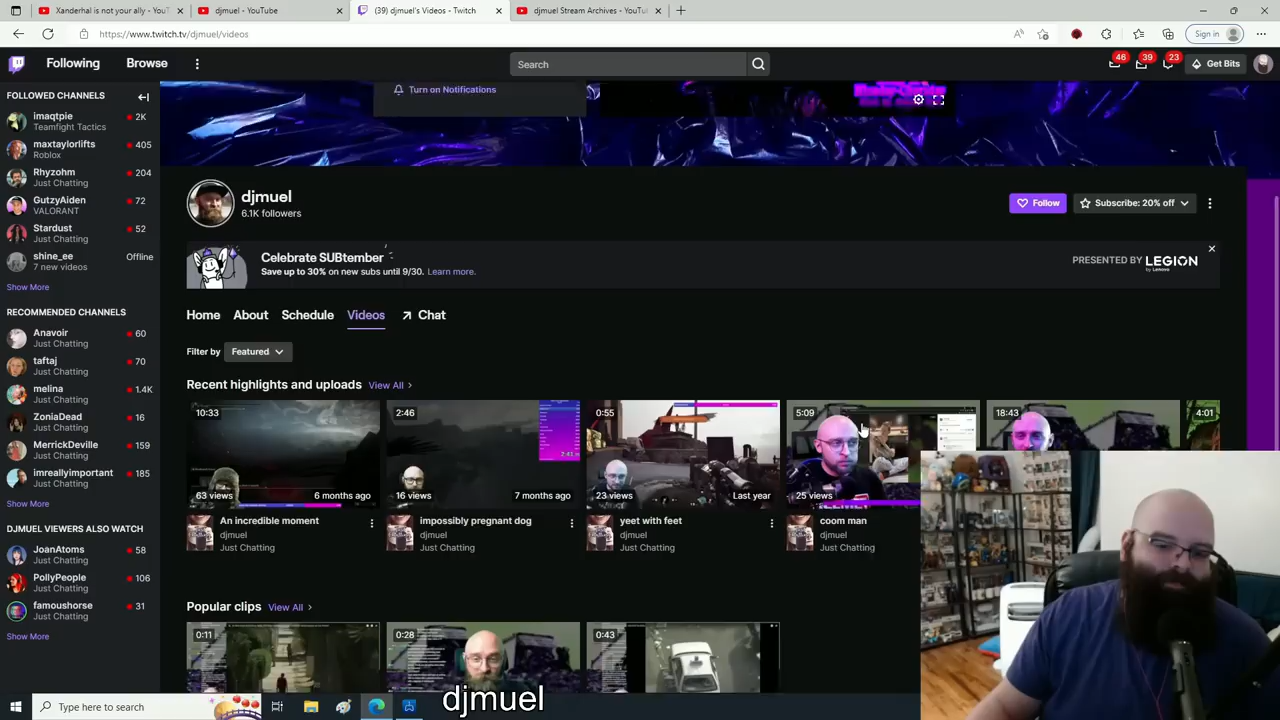 Xanderhal is not your ally - YouT
djmuel - YouTube
(39) djmuel's Videos - Twitch
djmuel Stream Archives - YouTu
https://www.twitch.tv/djmuel/videos
Sign in
Following
Browse
Search
46
39
23
Get Bits
FOLLOWED CHANNELS
imaqtpie
2K
Teamfight Tactics
maxtaylorlifts
405
Roblox
Rhyzohm
204
Just Chatting
GutzyAiden
72
VALORANT
Stardust
52
Just Chatting
shine_ee
Offline
7 new videos
Show More
RECOMMENDED CHANNELS
Anavoir
60
Just Chatting
taftaj
70
Just Chatting
melina
1.4K
Just Chatting
ZoniaDead
16
Just Chatting
MerrickDeville
159
Just Chatting
imreallyimportant
185
Just Chatting
Show More
DJMUEL VIEWERS ALSO WATCH
JoanAtoms
58
Just Chatting
PollyPeople
106
Just Chatting
famoushorse
31
Just Chatting
Show More
Turn on Notifications
djmuel
6.1K followers
Follow
Subscribe: 20% off
Celebrate SUBtember
Save up to 30% on new subs until 9/30. Learn more.
PRESENTED BY LEGION
by Lenovo
Home
About
Schedule
Videos
Chat
Filter by
Featured
Recent highlights and uploads
View All
10:33
63 views
6 months ago
An incredible moment
djmuel
Just Chatting
2:46
2:41
16 views
7 months ago
impossibly pregnant dog
djmuel
Just Chatting
0:55
23 views
Last year
yeet with feet
djmuel
Just Chatting
5:09
25 views
coom man
djmuel
Just Chatting
18:43
4:01
Popular clips
View All
0:11
0:28
0:43
Type here to search
djmuel